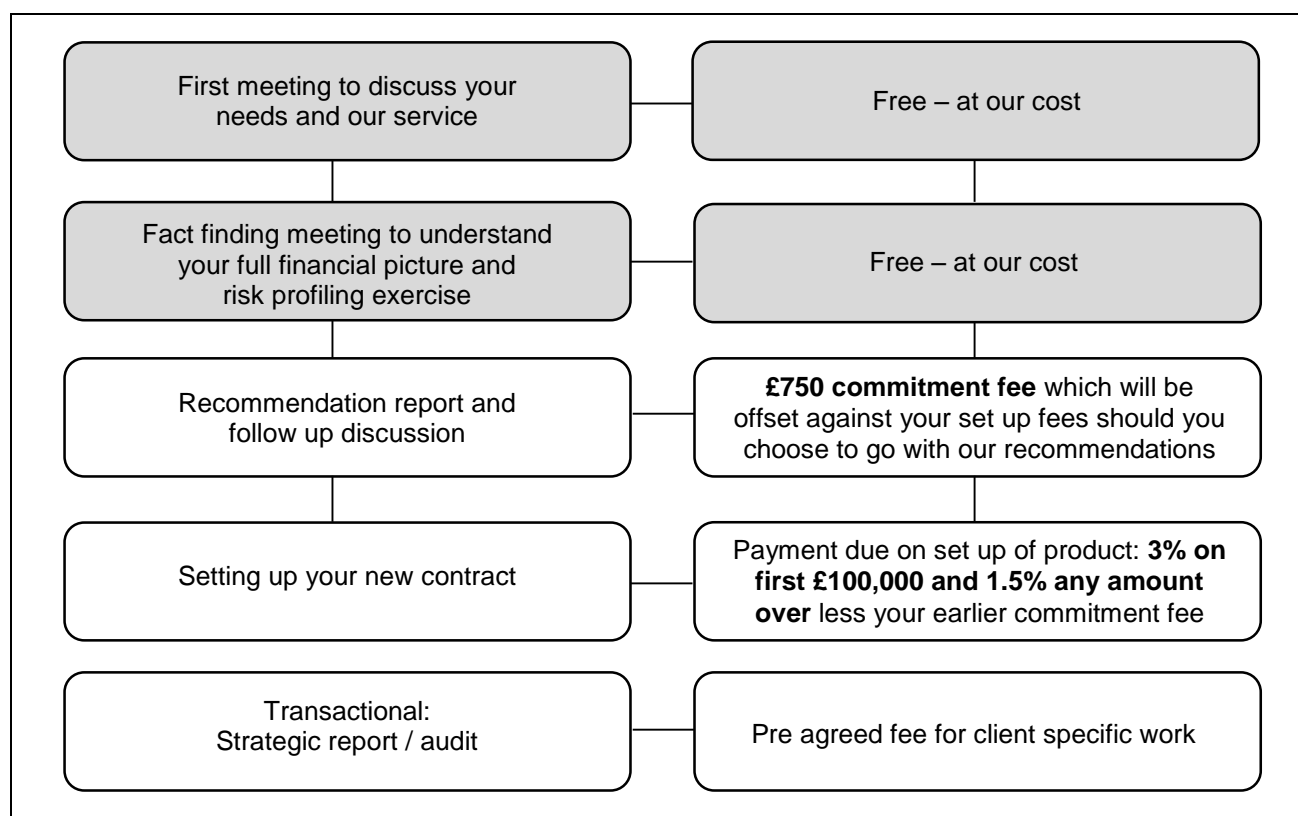 First meeting to discuss your
needs and our service
Free – at our cost
Fact finding meeting to understand
your full financial picture and
risk profiling exercise
Free – at our cost
Recommendation report and
follow up discussion
£750 commitment fee which will be
offset against your set up fees should you
choose to go with our recommendations
Setting up your new contract
Payment due on set up of product: 3% on
first £100,000 and 1.5% any amount
over less your earlier commitment fee
Transactional:
Strategic report / audit
Pre agreed fee for client specific work